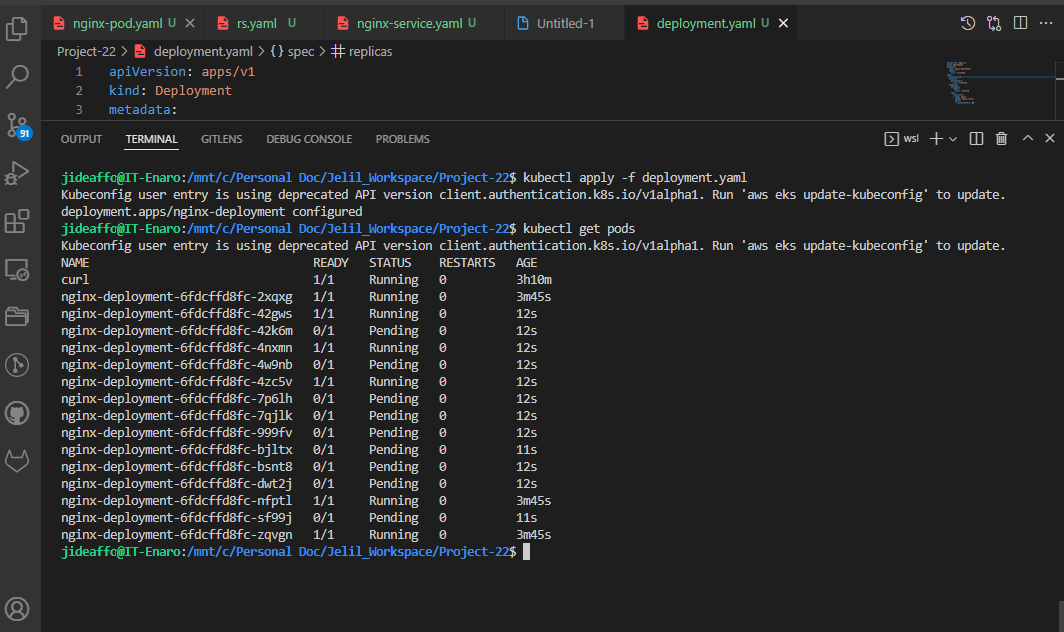 nginx-pod.yaml U
rs.yaml U
nginx-service.yaml U
Untitled-1
deployment.yaml U
Project-22 > deployment.yaml > {} spec > replicas
1 apiVersion: apps/v1
2 kind: Deployment
3 metadata:
91
OUTPUT TERMINAL GITLENS DEBUG CONSOLE PROBLEMS
wsl
jideaffo@IT-Enaro:/mnt/c/Personal Doc/Jelil_Workspace/Project-22$ kubectl apply -f deployment.yaml
Kubeconfig user entry is using deprecated API version client.authentication.k8s.io/v1alpha1. Run 'aws eks update-kubeconfig' to update.
deployment.apps/nginx-deployment configured
jideaffo@IT-Enaro:/mnt/c/Personal Doc/Jelil_Workspace/Project-22$ kubectl get pods
Kubeconfig user entry is using deprecated API version client.authentication.k8s.io/v1alpha1. Run 'aws eks update-kubeconfig' to update.
NAME READY STATUS RESTARTS AGE
curl 1/1 Running 0 3h10m
nginx-deployment-6fdcffd8fc-2xqxg 1/1 Running 0 3m45s
nginx-deployment-6fdcffd8fc-42gws 1/1 Running 0 12s
nginx-deployment-6fdcffd8fc-42k6m 0/1 Pending 0 12s
nginx-deployment-6fdcffd8fc-4nxmn 1/1 Running 0 12s
nginx-deployment-6fdcffd8fc-4w9nb 0/1 Pending 0 12s
nginx-deployment-6fdcffd8fc-4zc5v 1/1 Running 0 12s
nginx-deployment-6fdcffd8fc-7p6lh 0/1 Pending 0 12s
nginx-deployment-6fdcffd8fc-7qjlk 0/1 Pending 0 12s
nginx-deployment-6fdcffd8fc-999fv 0/1 Pending 0 12s
nginx-deployment-6fdcffd8fc-bjltx 0/1 Pending 0 11s
nginx-deployment-6fdcffd8fc-bsnt8 0/1 Pending 0 12s
nginx-deployment-6fdcffd8fc-dwt2j 0/1 Pending 0 12s
nginx-deployment-6fdcffd8fc-nfptl 1/1 Running 0 3m45s
nginx-deployment-6fdcffd8fc-sf99j 0/1 Pending 0 11s
nginx-deployment-6fdcffd8fc-zqvgn 1/1 Running 0 3m45s
jideaffo@IT-Enaro:/mnt/c/Personal Doc/Jelil_Workspace/Project-22$